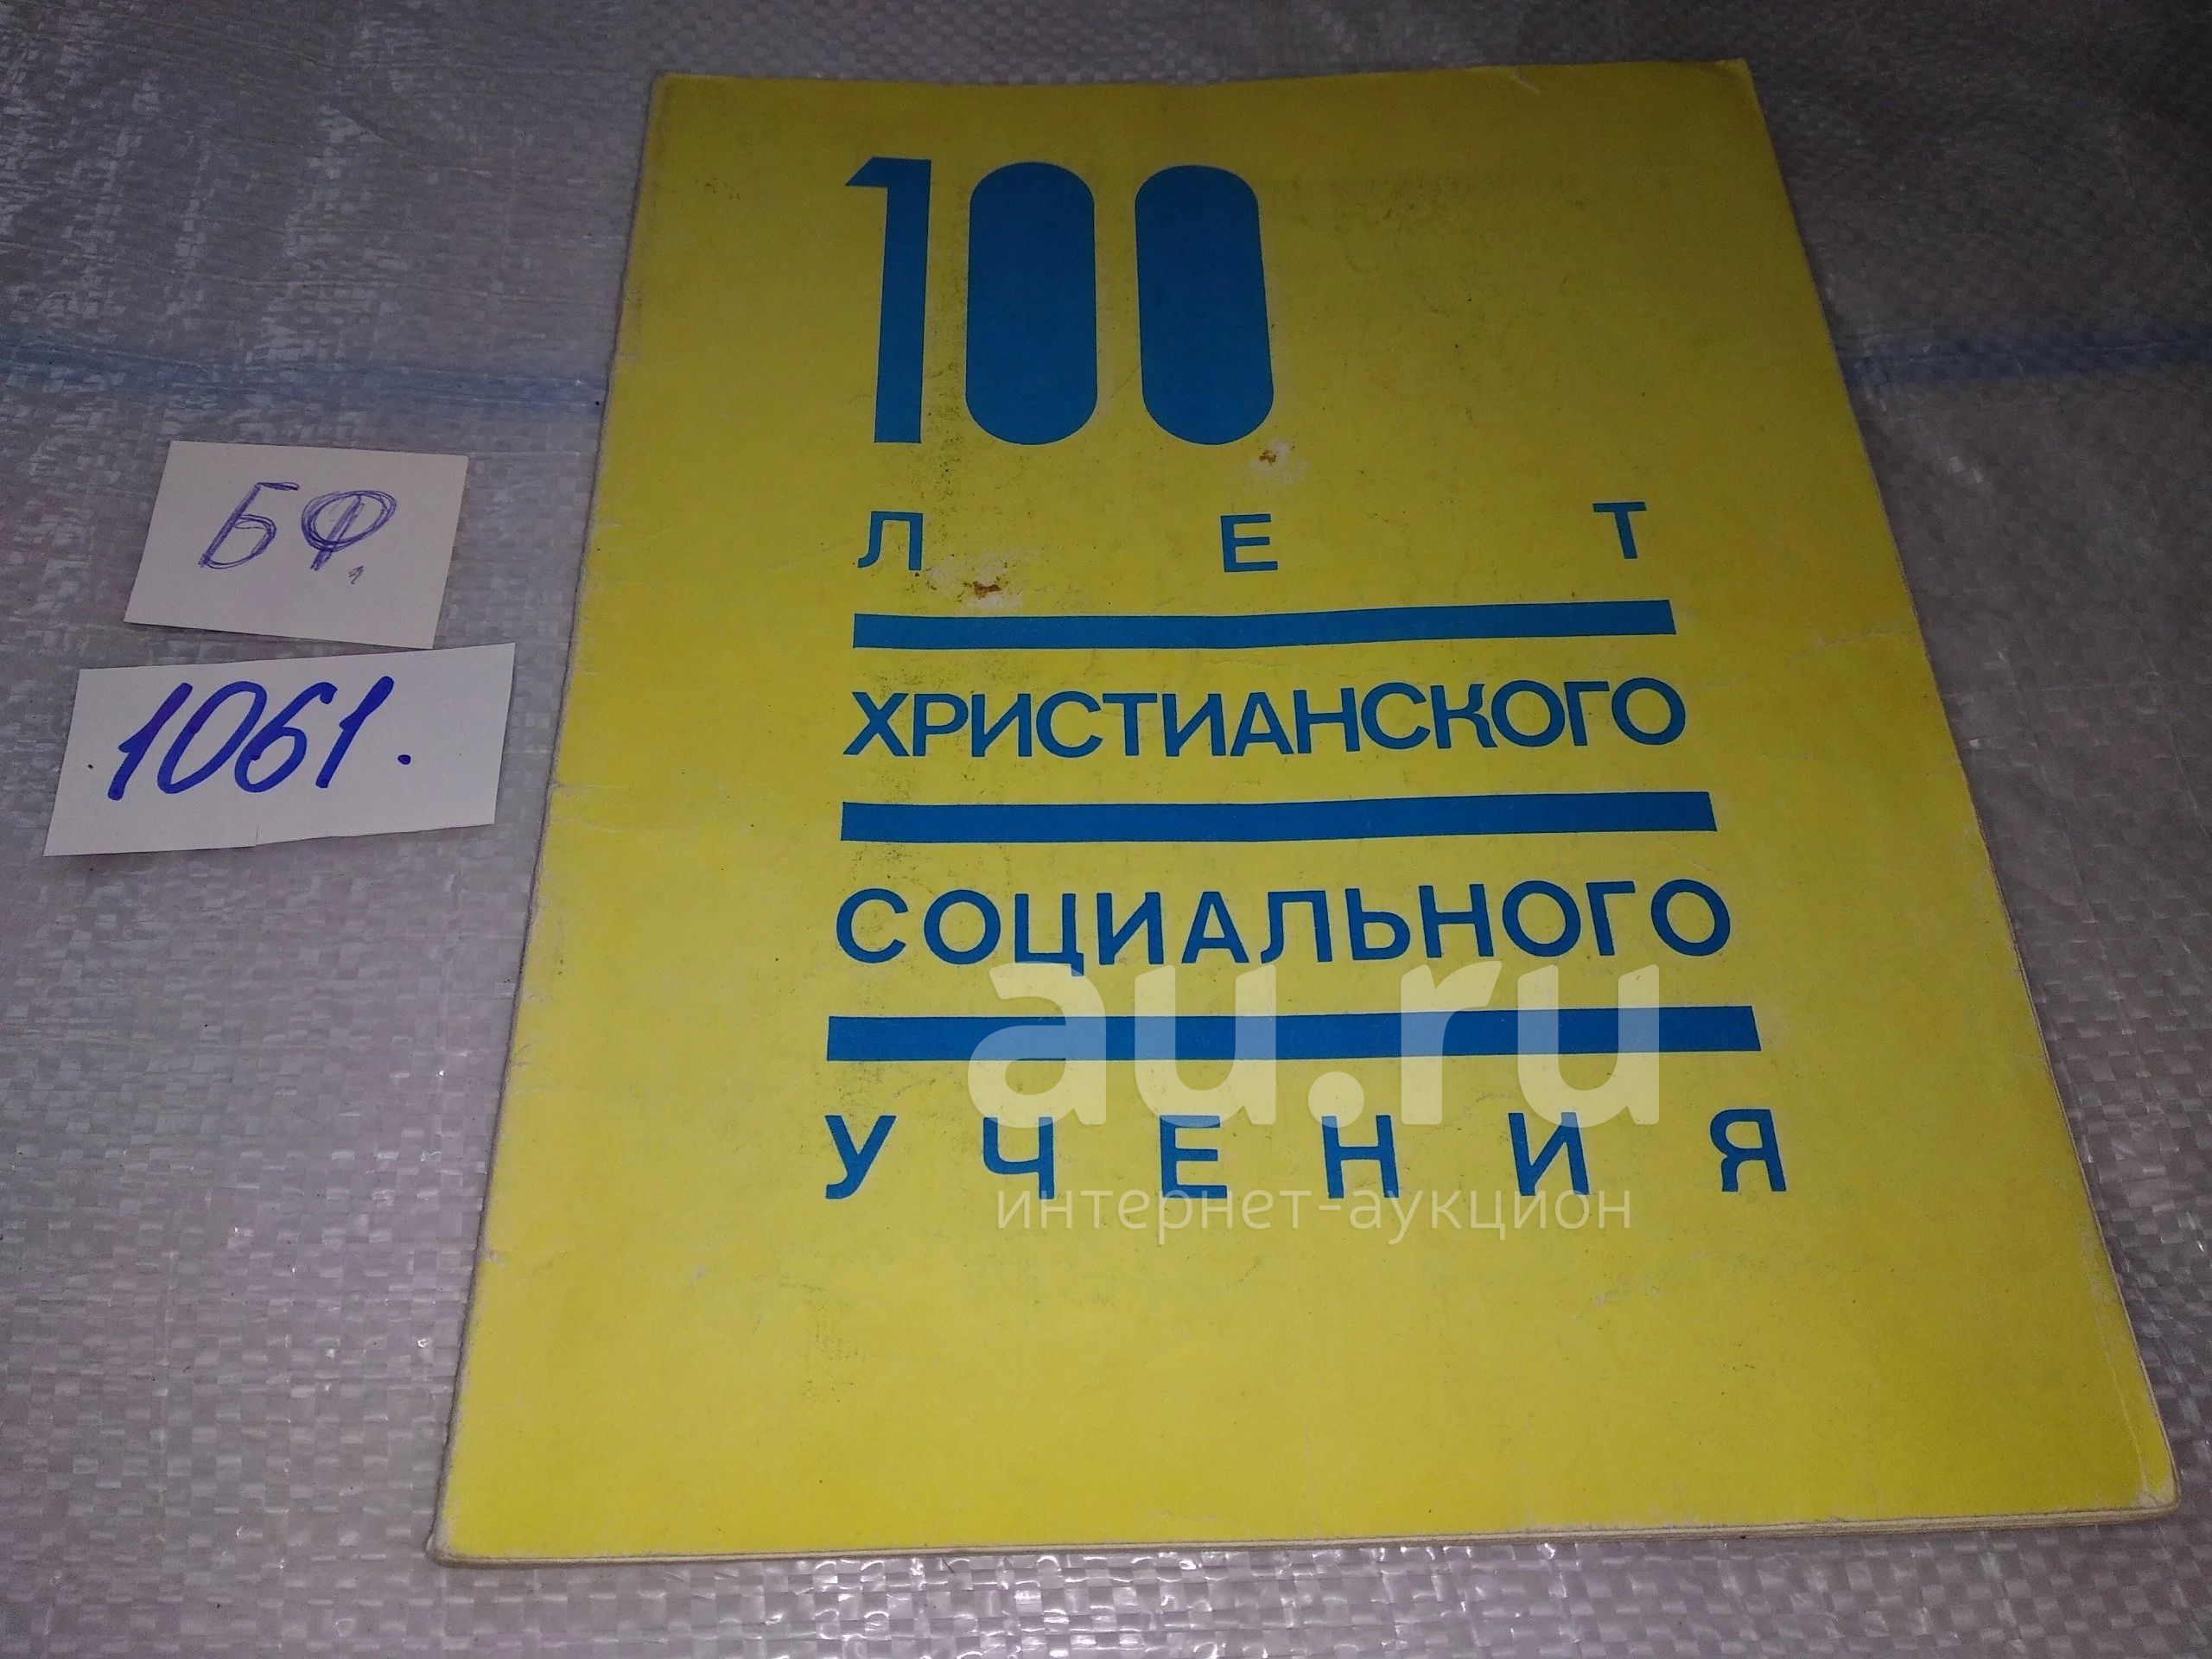 100
ЛЕТ
ХРИСТИАНСКОГО
СОЦИАЛЬНОГО
УЧЕНИЯ
БФ.
1061.
au.ru
интернет-аукцион